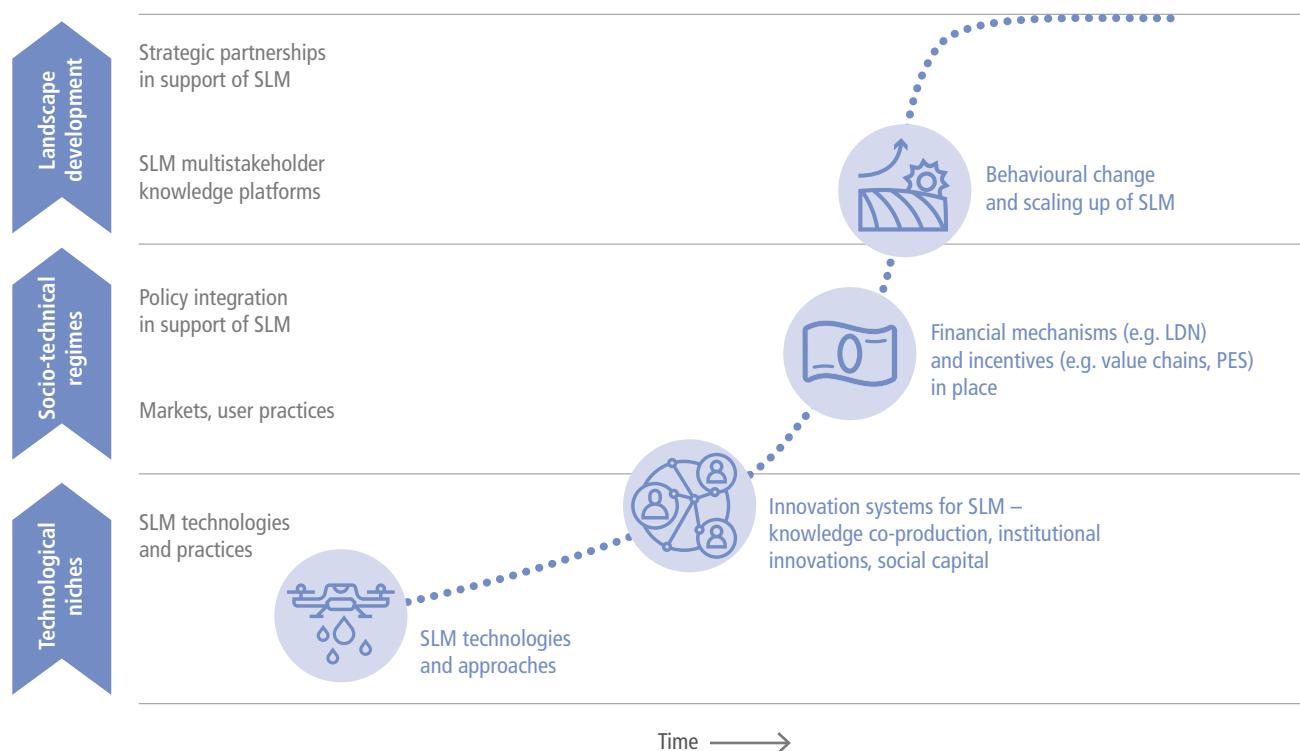 Landscape
development
Strategic partnerships
in support of SLM
SLM multistakeholder
knowledge platforms
Behavioural change
and scaling up of SLM
Socio-technical
regimes
Policy integration
in support of SLM
Markets, user practices
Financial mechanisms (e.g. LDN)
and incentives (e.g. value chains, PES)
in place
Technological
niches
SLM technologies
and practices
Innovation systems for SLM –
knowledge co-production, institutional
innovations, social capital
SLM technologies
and approaches
Time